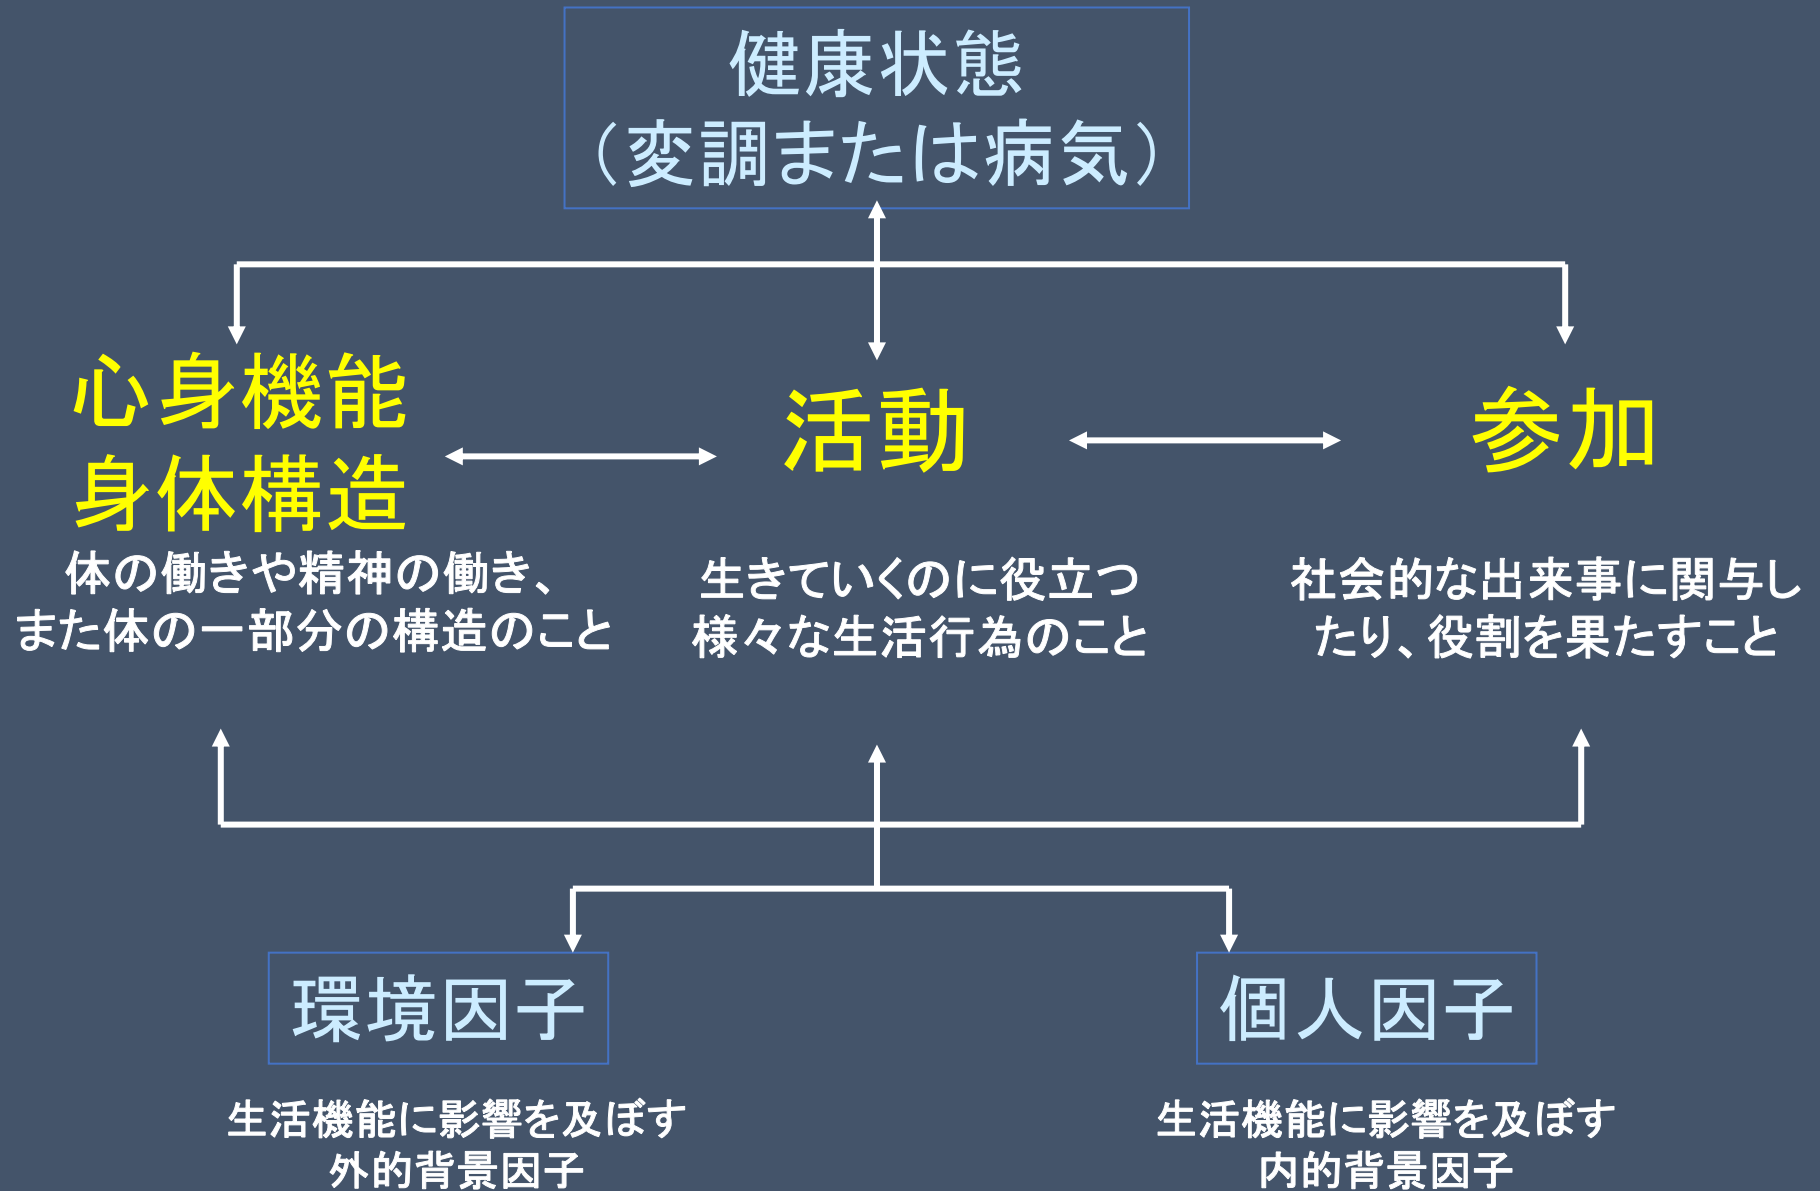 健康状態
（変調または病気）
心身機能
身体構造
体の働きや精神の働き、
また体の一部分の構造のこと
活動
生きていくのに役立つ
様々な生活行為のこと
参加
社会的な出来事に関与し
たり、役割を果たすこと
環境因子
生活機能に影響を及ぼす
外的背景因子
個人因子
生活機能に影響を及ぼす
内的背景因子